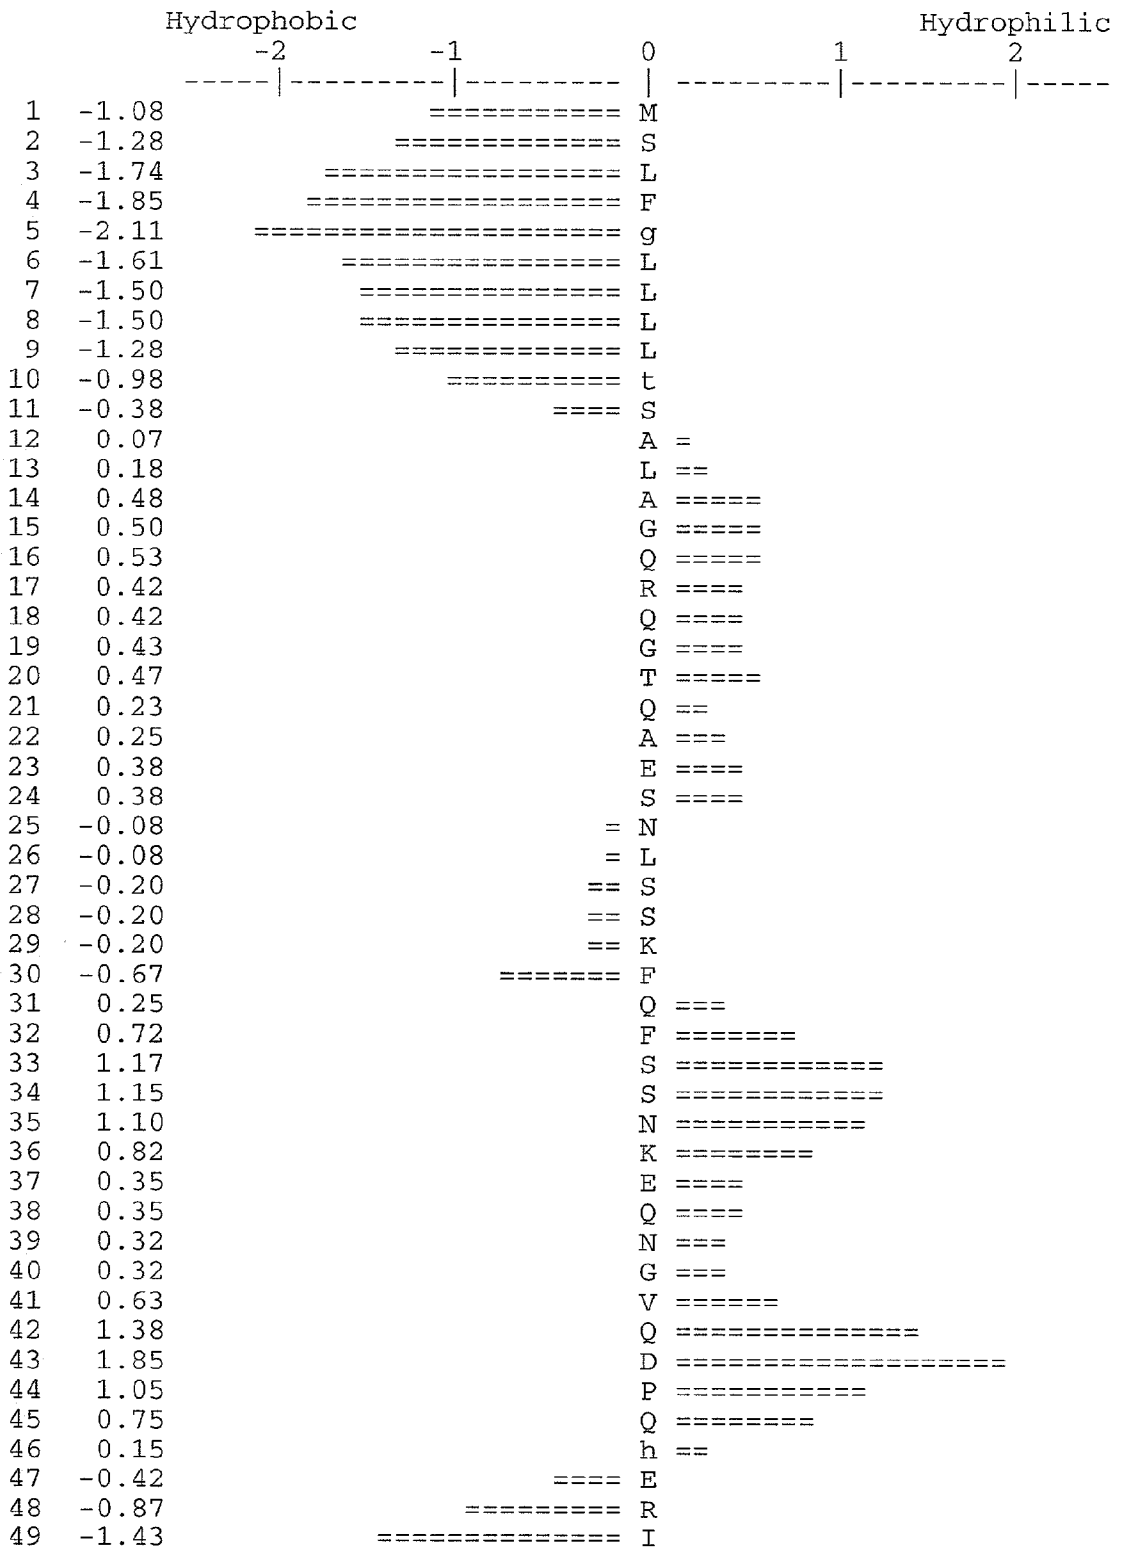 Hydrophobic Hydrophilic
-2 -1 0 1 2
-----|---------|--------- | ---------|---------|-----
1 -1.08 =========== M
2 -1.28 ============= S
3 -1.74 ================= L
4 -1.85 ================== F
5 -2.11 ===================== g
6 -1.61 ================ L
7 -1.50 =============== L
8 -1.50 =============== L
9 -1.28 ============= L
10 -0.98 ========== t
11 -0.38 ==== S
12 0.07 A =
13 0.18 L ==
14 0.48 A =====
15 0.50 G =====
16 0.53 Q =====
17 0.42 R ====
18 0.42 Q ====
19 0.43 G ====
20 0.47 T =====
21 0.23 Q ==
22 0.25 A ===
23 0.38 E ====
24 0.38 S ====
25 -0.08 = N
26 -0.08 = L
27 -0.20 == S
28 -0.20 == S
29 -0.20 == K
30 -0.67 ======= F
31 0.25 Q ===
32 0.72 F =======
33 1.17 S ============
34 1.15 S ============
35 1.10 N ===========
36 0.82 K ========
37 0.35 E ====
38 0.35 Q ====
39 0.32 N ===
40 0.32 G ===
41 0.63 V ======
42 1.38 Q ==============
43 1.85 D ===================
44 1.05 P ===========
45 0.75 Q ========
46 0.15 h ==
47 -0.42 ==== E
48 -0.87 ========= R
49 -1.43 ============== I